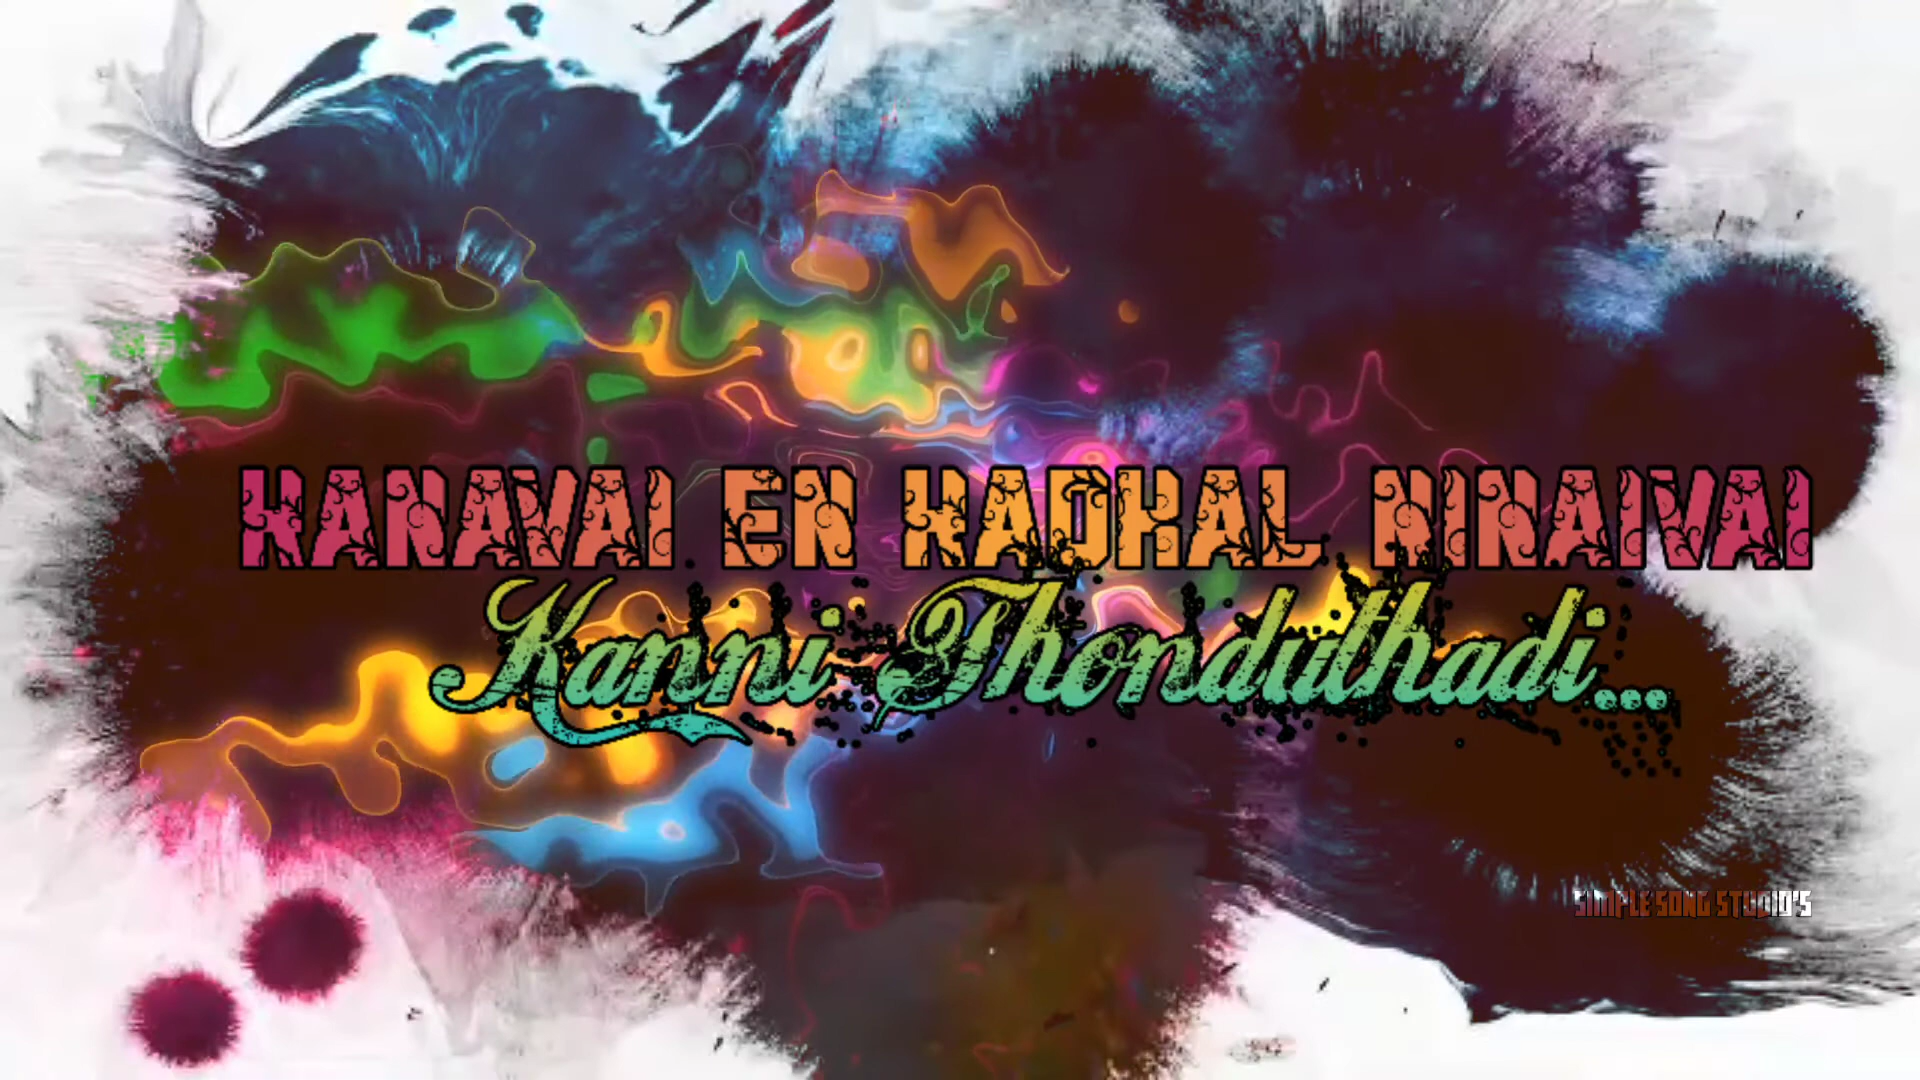 KANAVAI EN KADHAL NINAIVAI
Kanni Thonduthadi...
SIMPLE SONG STUDIO'S